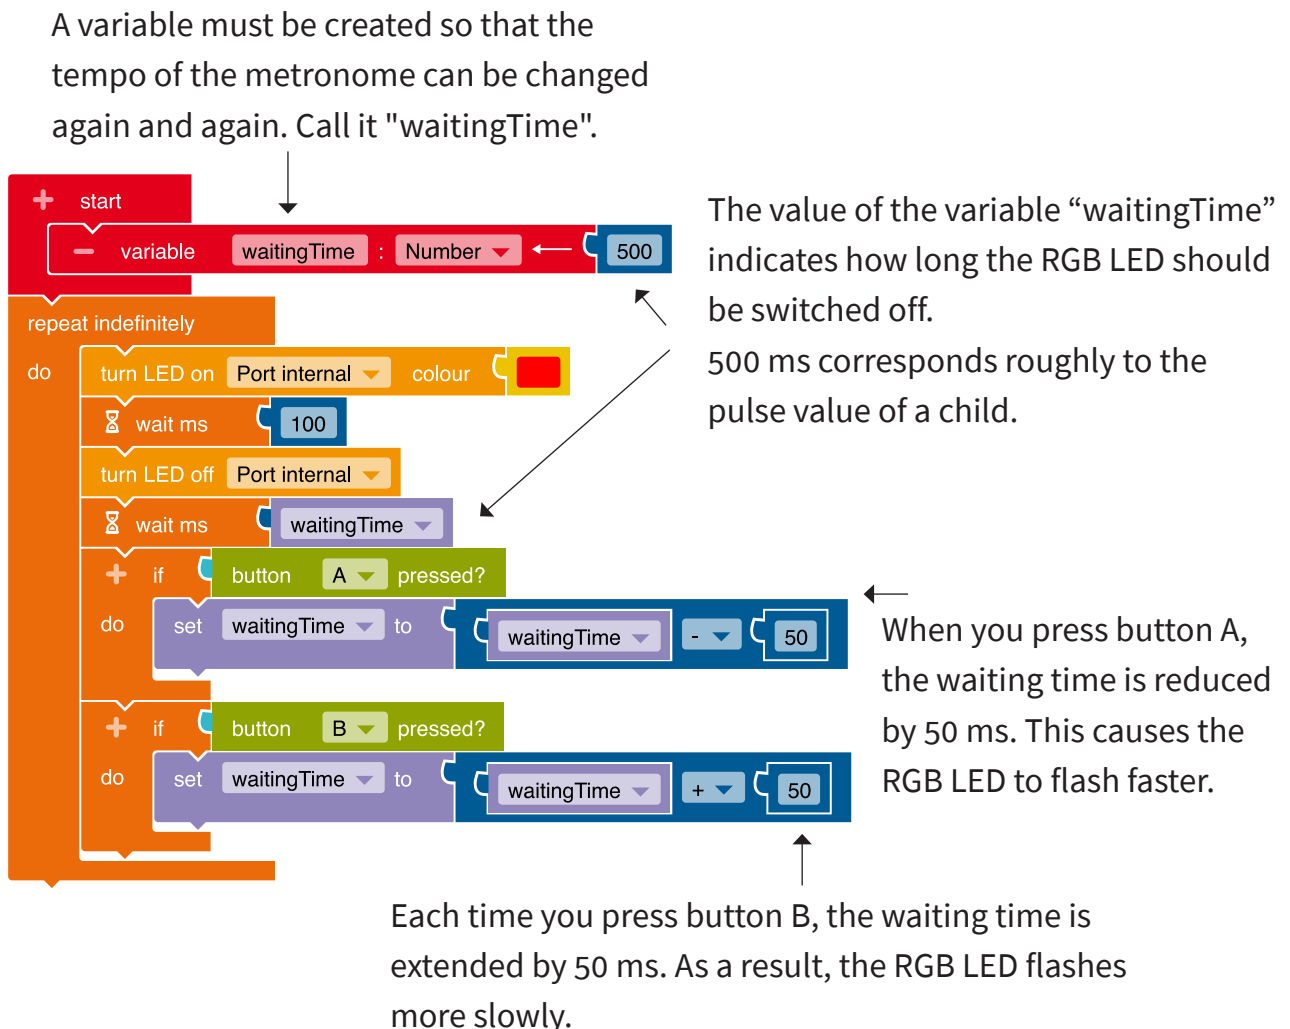 A variable must be created so that the
tempo of the metronome can be changed
again and again. Call it "waitingTime".
start
variable waitingTime : Number 500
The value of the variable “waitingTime”
indicates how long the RGB LED should
be switched off.
500 ms corresponds roughly to the
pulse value of a child.
repeat indefinitely
do turn LED on Port internal colour
wait ms 100
turn LED off Port internal
wait ms waitingTime
if button A pressed?
do set waitingTime to waitingTime - 50
When you press button A,
the waiting time is reduced
by 50 ms. This causes the
RGB LED to flash faster.
if button B pressed?
do set waitingTime to waitingTime + 50
Each time you press button B, the waiting time is
extended by 50 ms. As a result, the RGB LED flashes
more slowly.